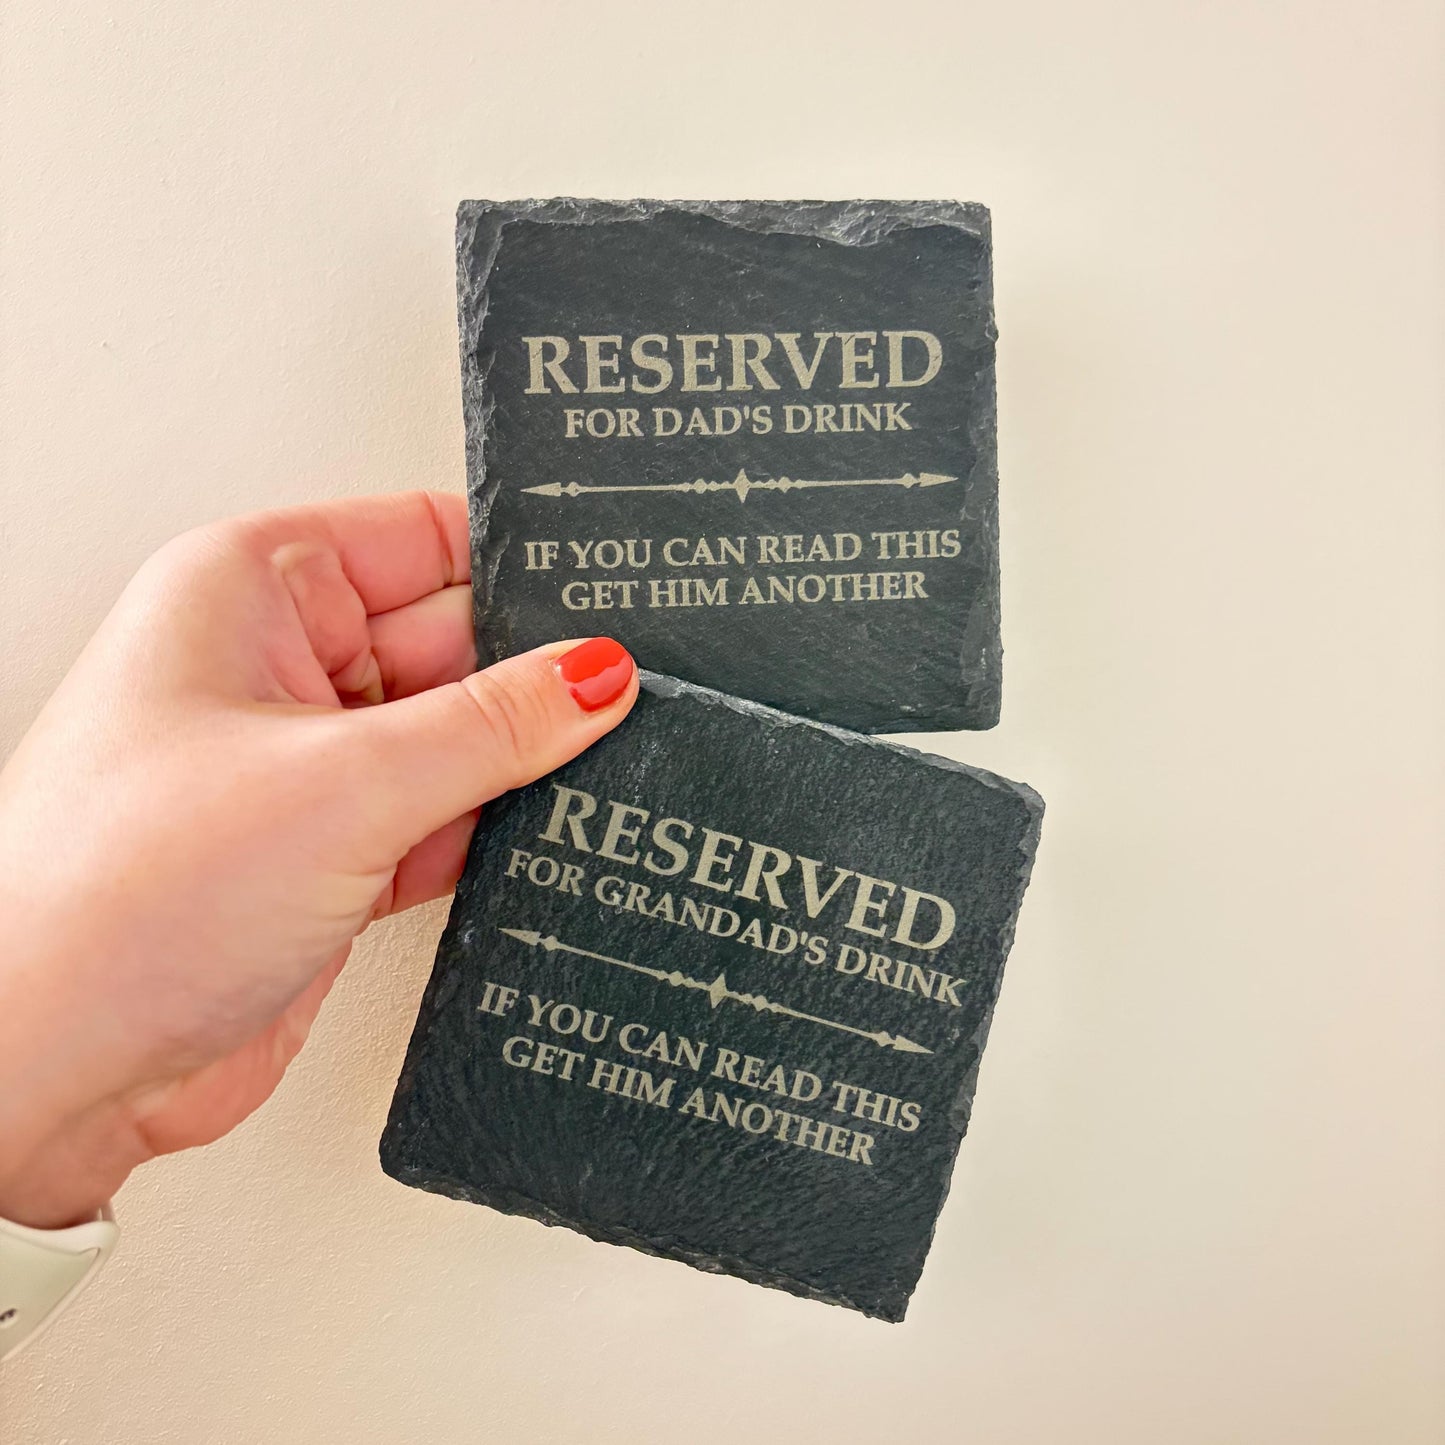 RESERVED
FOR DAD'S DRINK
IF YOU CAN READ THIS
GET HIM ANOTHER
RESERVED
FOR GRANDAD'S DRINK
IF YOU CAN READ THIS
GET HIM ANOTHER